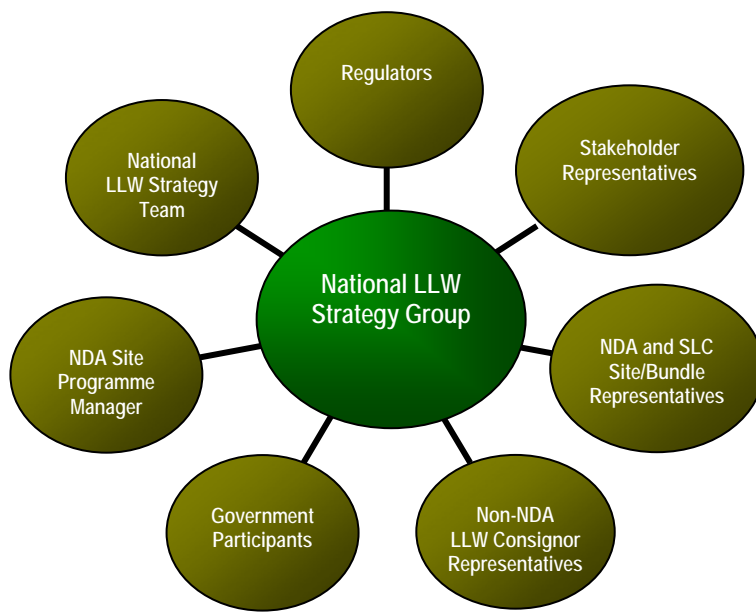 Regulators
Stakeholder
Representatives
NDA and SLC
Site/Bundle
Representatives
Non-NDA
LLW Consignor
Representatives
Government
Participants
NDA Site
Programme
Manager
National
LLW Strategy
Team
National LLW
Strategy Group